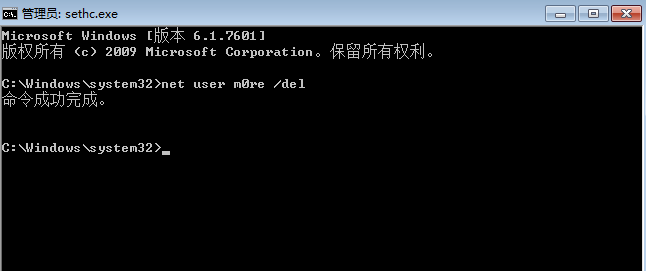 管理员: sethc.exe
Microsoft Windows [版本 6.1.7601]
版权所有 (c) 2009 Microsoft Corporation。保留所有权利。
C:\Windows\system32>net user m0re /del
命令成功完成。
C:\Windows\system32>